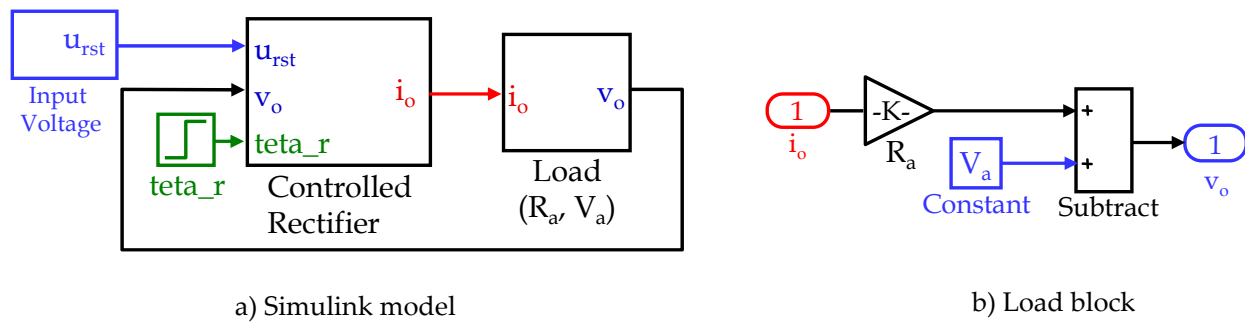 u_rst
Input
Voltage
u_rst
v_o
teta_r
i_o
teta_r
Controlled
Rectifier
i_o
v_o
Load
(R_a, V_a)
a) Simulink model
1
i_o
-K-
R_a
V_a
Constant
+
+
Subtract
1
v_o
b) Load block